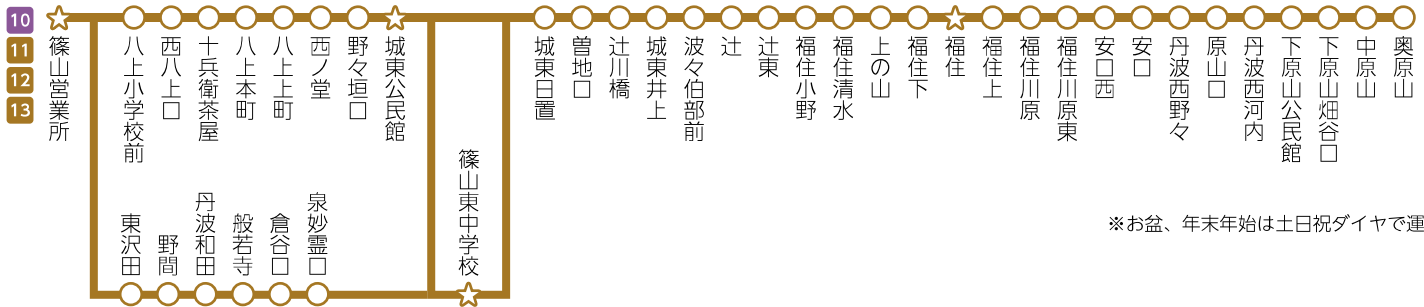 10
11
12
13
篠山営業所
八上小学校前
西八上口
十兵衛茶屋
八上本町
八上上町
西ノ堂
野々垣口
城東公民館
城東日置
曽地口
辻川橋
城東井上
波々伯部前
辻
辻東
福住小野
福住清水
上の山
福住下
福住
福住上
福住川原
福住川原東
安口西
安口
丹波西野々
原山口
丹波西河内
下原山公民館
下原山畑谷口
中原山
奥原山
東沢田
野間
丹波和田
般若寺
倉谷口
泉妙霊口
篠山東中学校
※お盆、年末年始は土日祝ダイヤで運